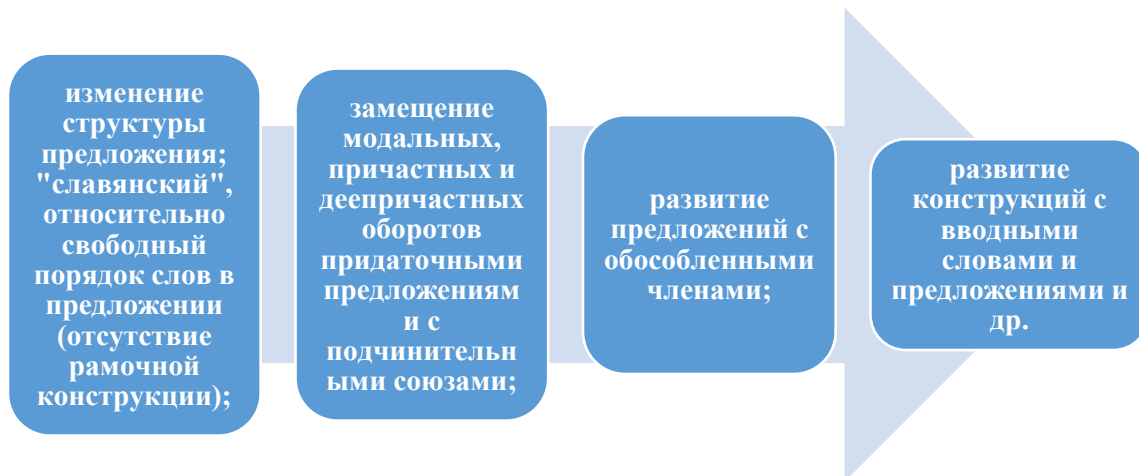 изменение
структуры
предложения;
"славянский",
относительно
свободный
порядок слов в
предложении
(отсутствие
рамочной
конструкции);
замещение
модальных,
причастных и
деепричастных
оборотов
придаточными
предложениям
и с
подчинительн
ыми союзами;
развитие
предложений с
обособленными
членами;
развитие
конструкций с
вводными
словами и
предложениями и
др.